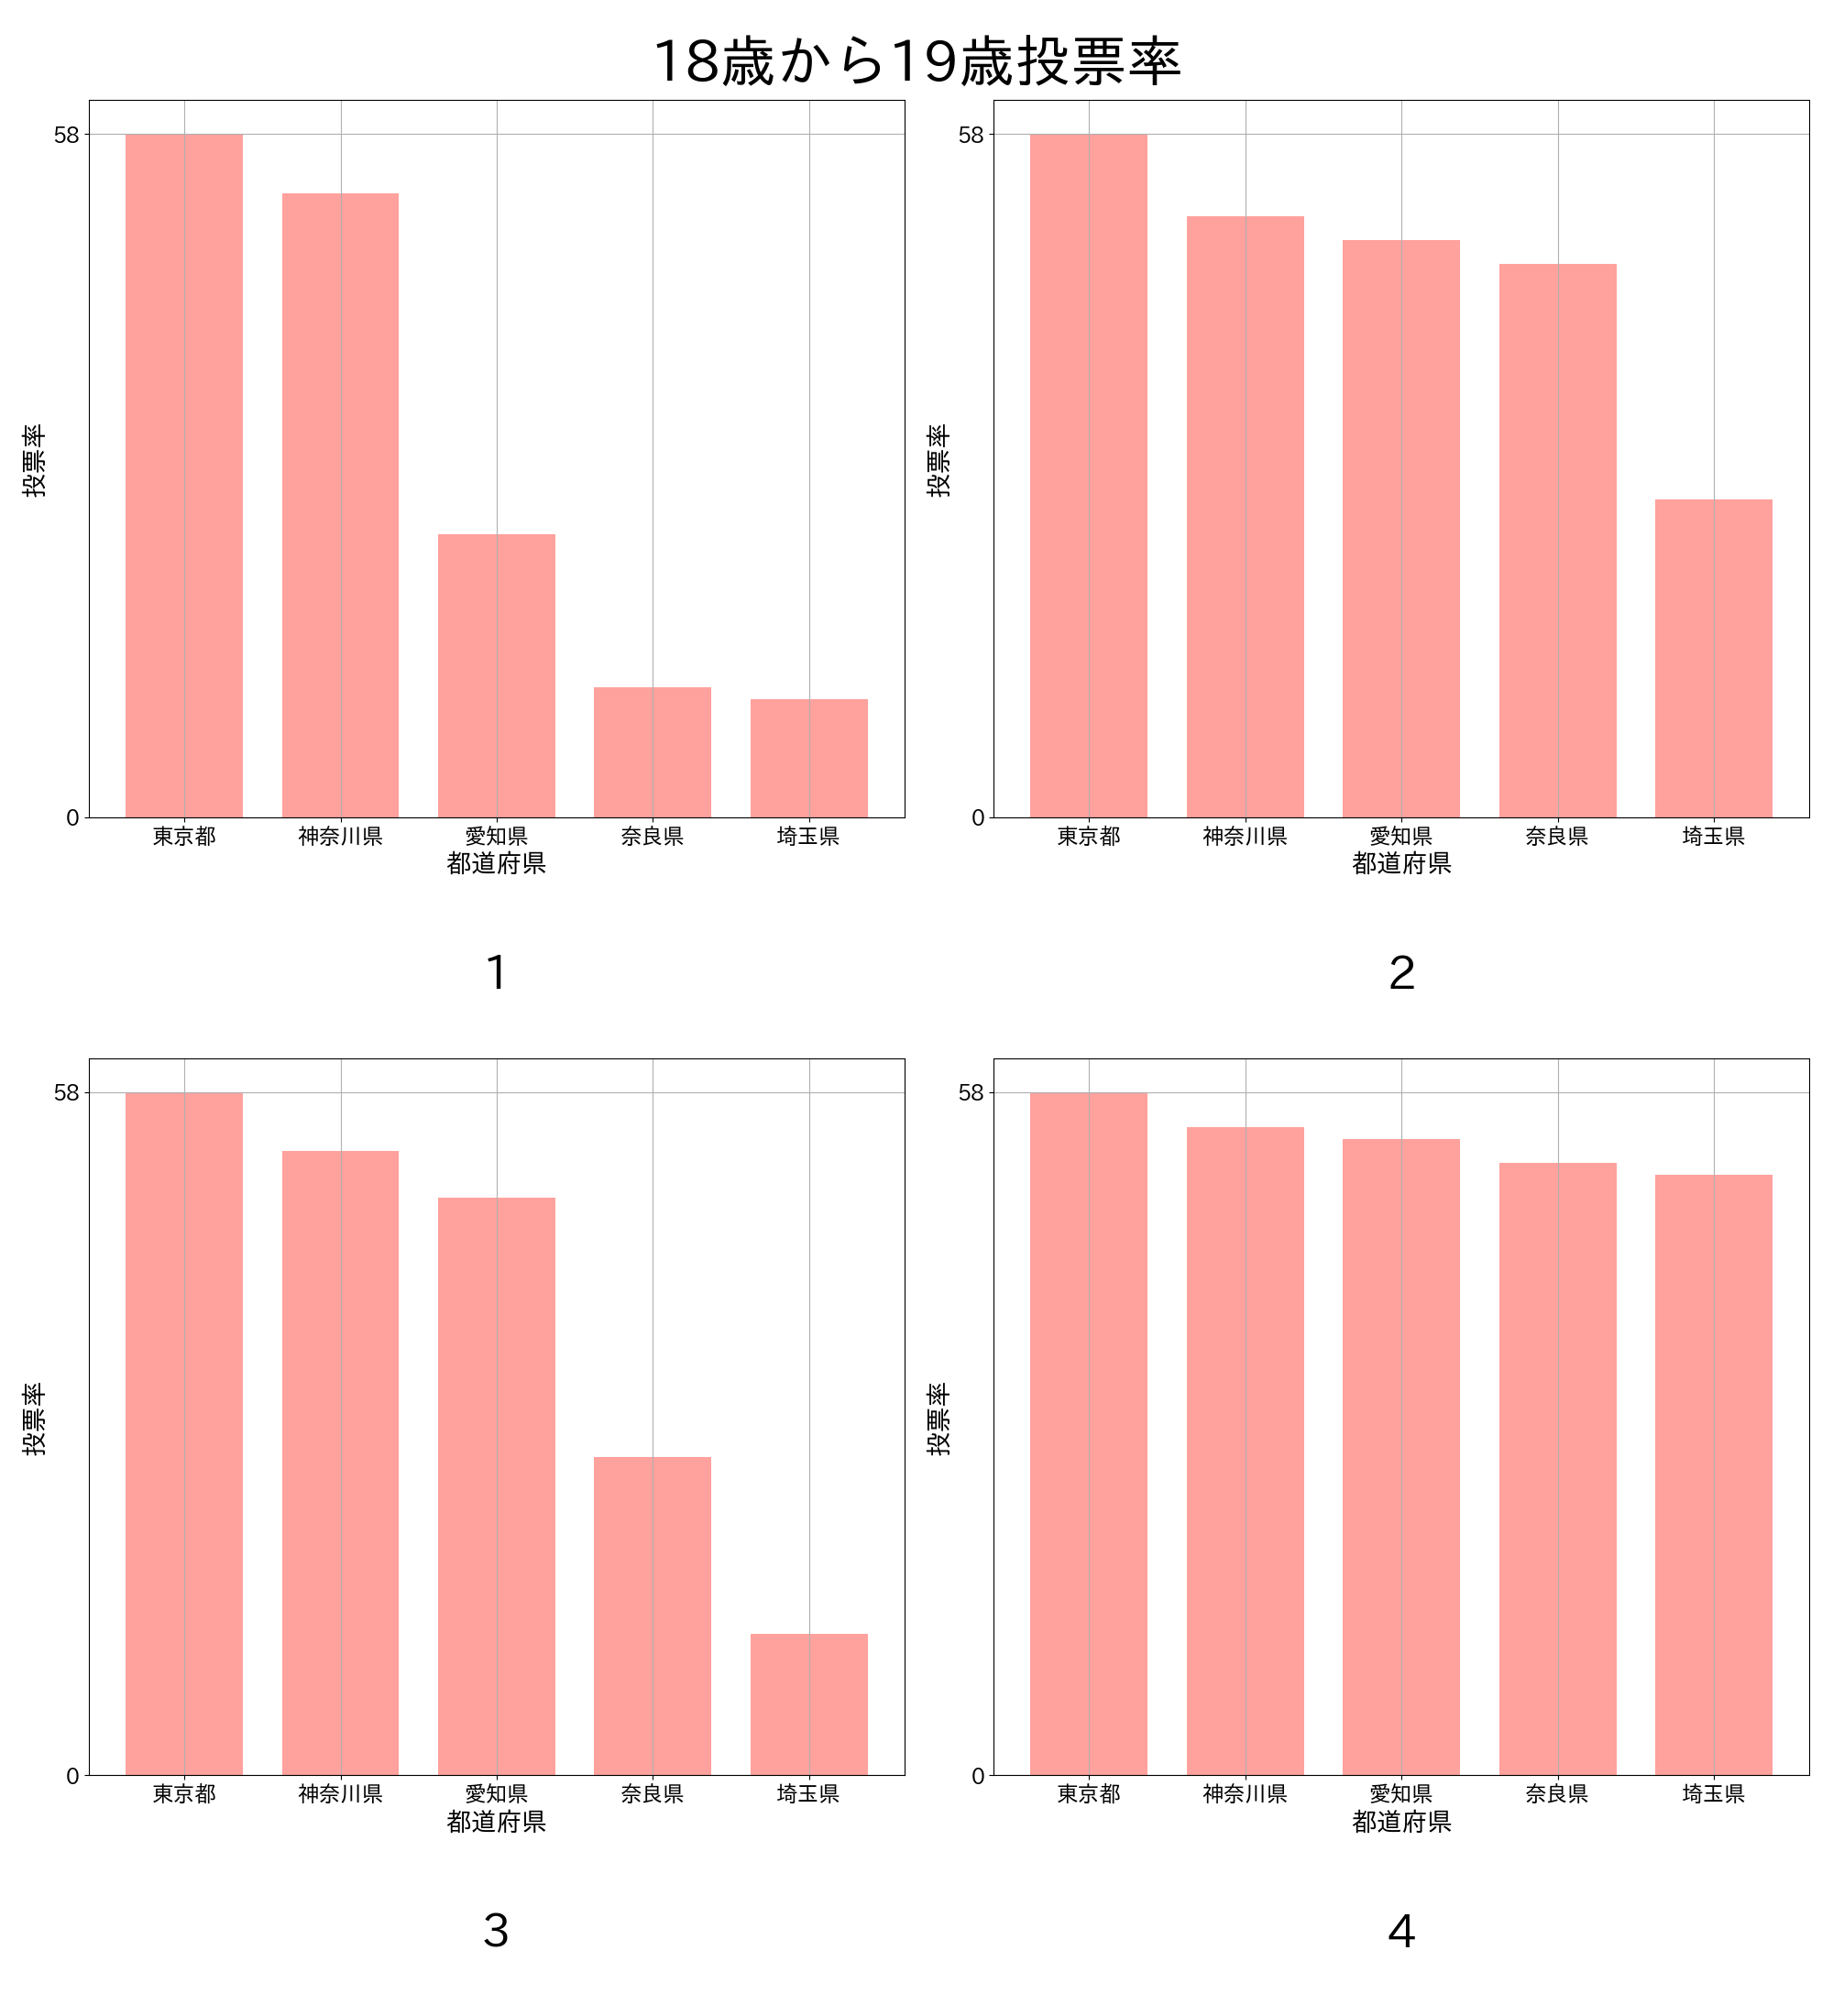 18歳から19歳投票率
58
0
投票率
東京都 神奈川県 愛知県 奈良県 埼玉県
都道府県
1
58
0
投票率
東京都 神奈川県 愛知県 奈良県 埼玉県
都道府県
2
58
0
投票率
東京都 神奈川県 愛知県 奈良県 埼玉県
都道府県
3
58
0
投票率
東京都 神奈川県 愛知県 奈良県 埼玉県
都道府県
4